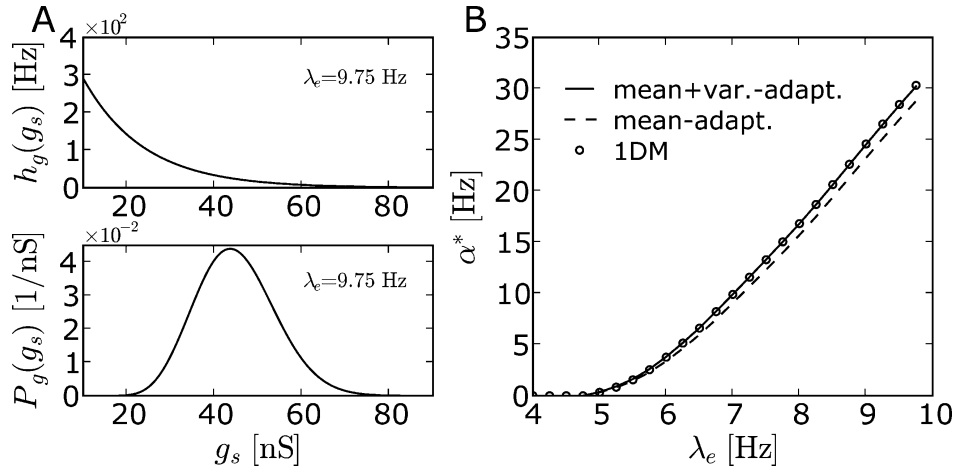 A
×10²
h_g(g_s) [Hz]
4
3
2
1
0
λ_e=9.75 Hz
20 40 60 80
×10⁻²
P_g(g_s) [1/nS]
4
3
2
1
0
λ_e=9.75 Hz
20 40 60 80
g_s [nS]
B
α* [Hz]
35
30
25
20
15
10
5
0
mean+var.-adapt.
mean-adapt.
1DM
4 5 6 7 8 9 10
λ_e [Hz]